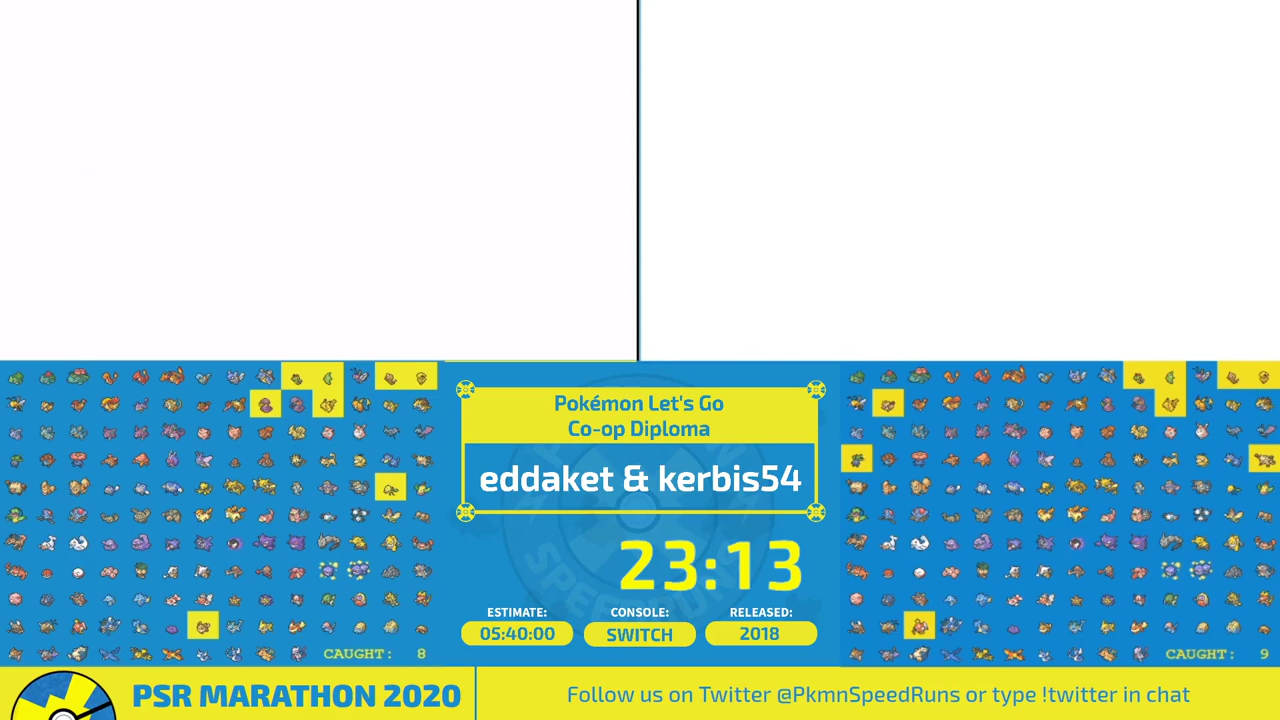 Pokémon Let's Go
Co-op Diploma
eddaket & kerbis54
23:13
ESTIMATE:
05:40:00
CONSOLE:
SWITCH
RELEASED:
2018
CAUGHT: 8
CAUGHT: 9
PSR MARATHON 2020
Follow us on Twitter @PkmnSpeedRuns or type !twitter in chat